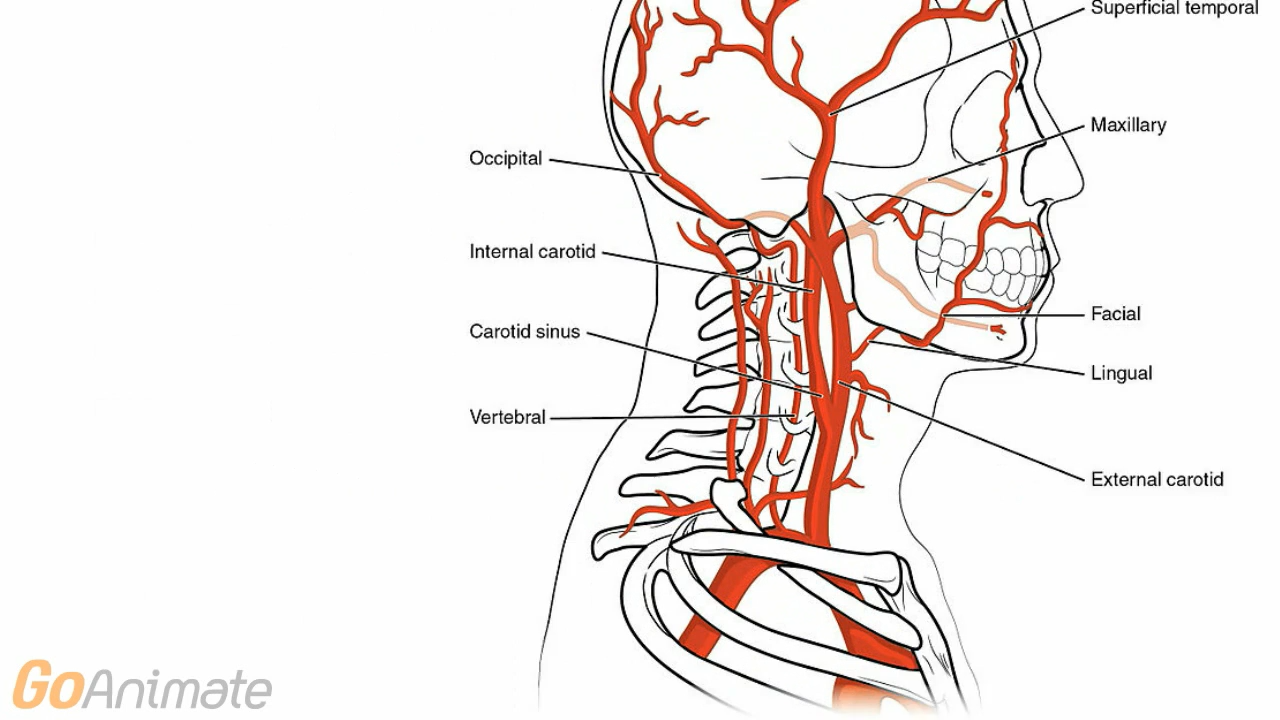 Superficial temporal
Maxillary
Occipital
Internal carotid
Facial
Carotid sinus
Lingual
Vertebral
External carotid
GoAnimate